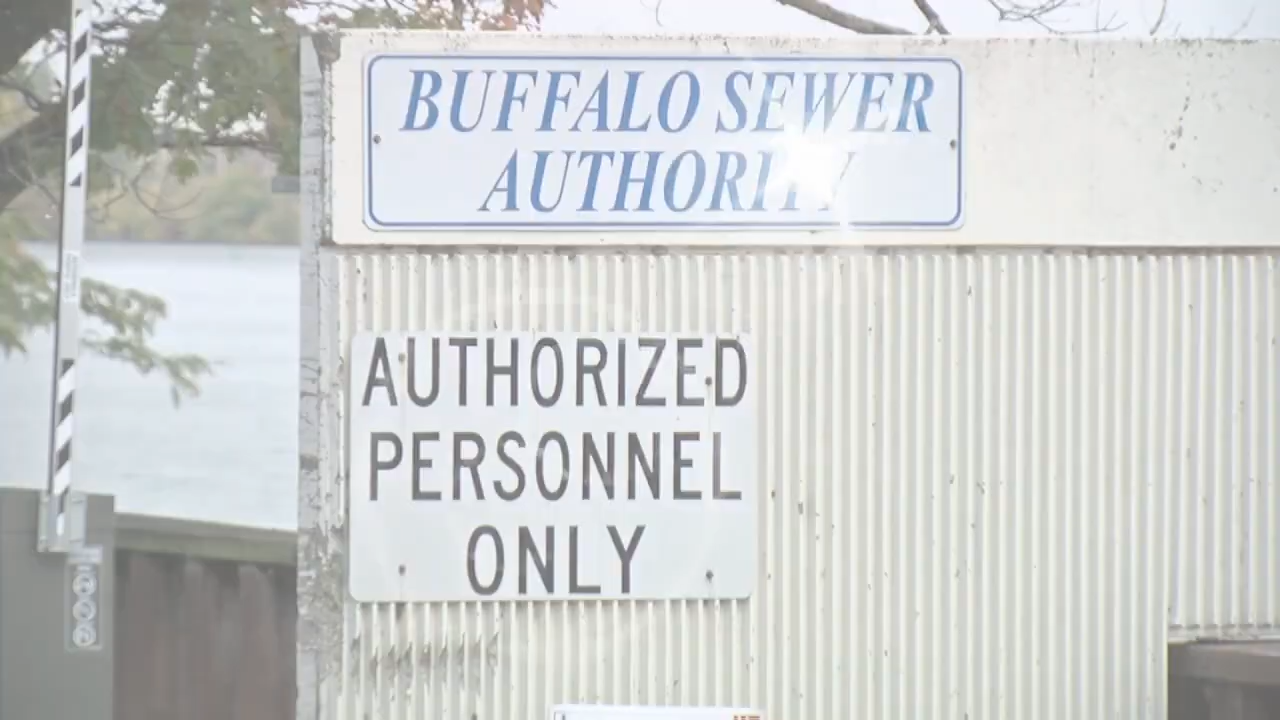 BUFFALO SEWER
AUTHORITY
AUTHORIZED
PERSONNEL
ONLY